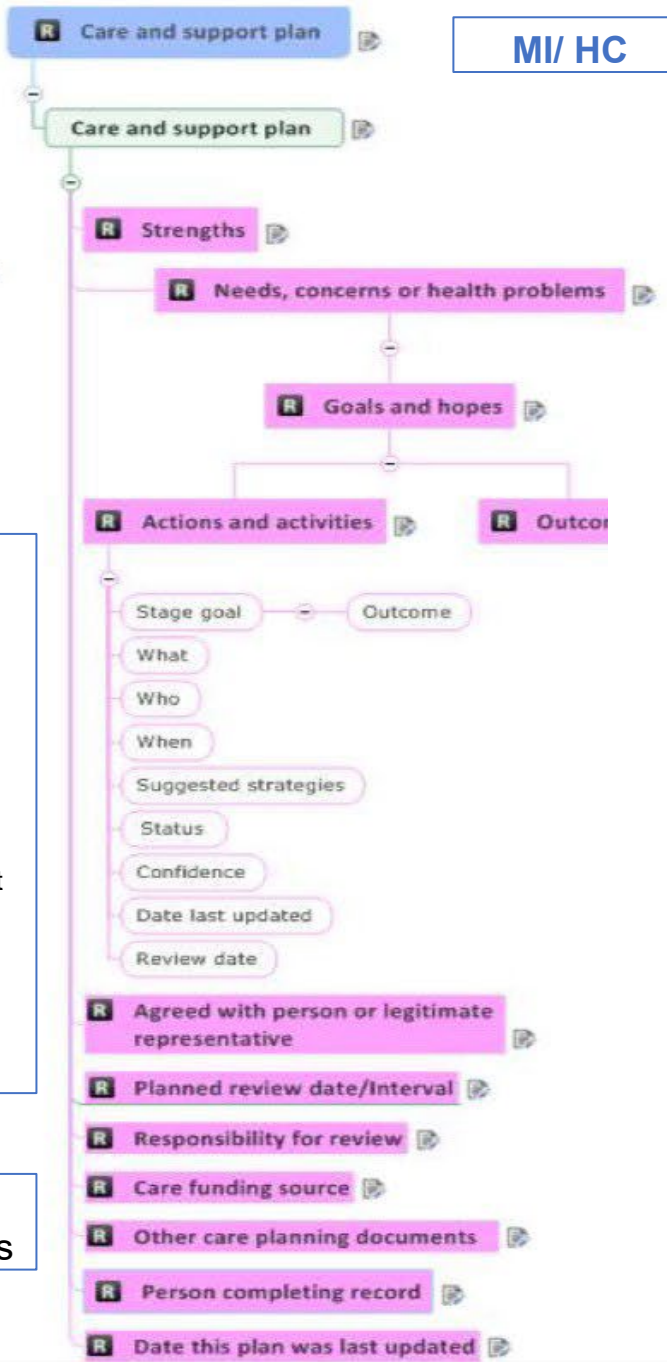 R Care and support plan
MI/ HC
Care and support plan
R Strengths
R Needs, concerns or health problems
R Goals and hopes
R Actions and activities
R Outcor
Stage goal
Outcome
What
Who
When
Suggested strategies
Status
Confidence
t
Date last updated
Review date
R Agreed with person or legitimate
representative
R Planned review date/Interval
R Responsibility for review
R Care funding source
S
R Other care planning documents
R Person completing record
R Date this plan was last updated